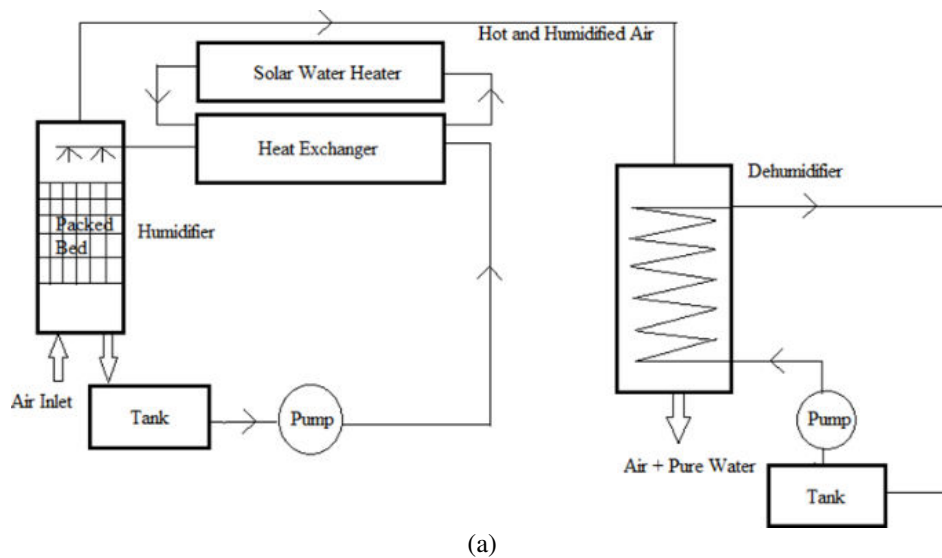 Hot and Humidified Air
Solar Water Heater
Heat Exchanger
Packed
Bed
Humidifier
Dehumidifier
Air Inlet
Tank
Pump
Pump
Air + Pure Water
Tank
(a)